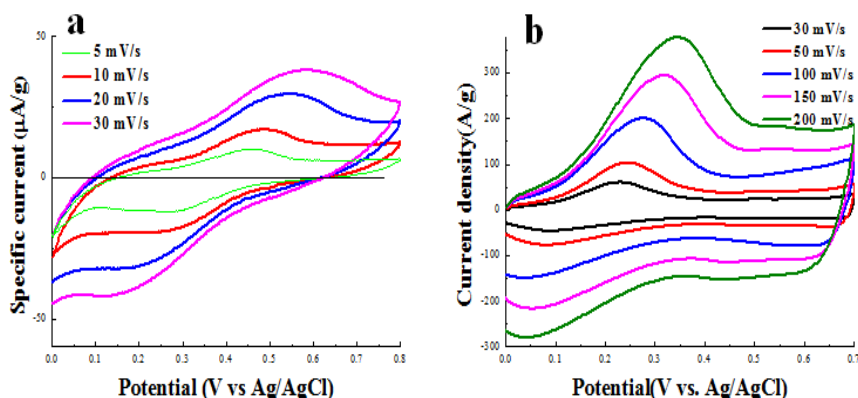 a
5 mV/s
10 mV/s
20 mV/s
30 mV/s
Specific current (µA/g)
50
0
-50
0.0 0.1 0.2 0.3 0.4 0.5 0.6 0.7 0.8
Potential (V vs Ag/AgCl)
b
30 mV/s
50 mV/s
100 mV/s
150 mV/s
200 mV/s
Current density(A/g)
300
200
100
0
-100
-200
-300
0.0 0.1 0.2 0.3 0.4 0.5 0.6 0.7
Potential(V vs. Ag/AgCl)